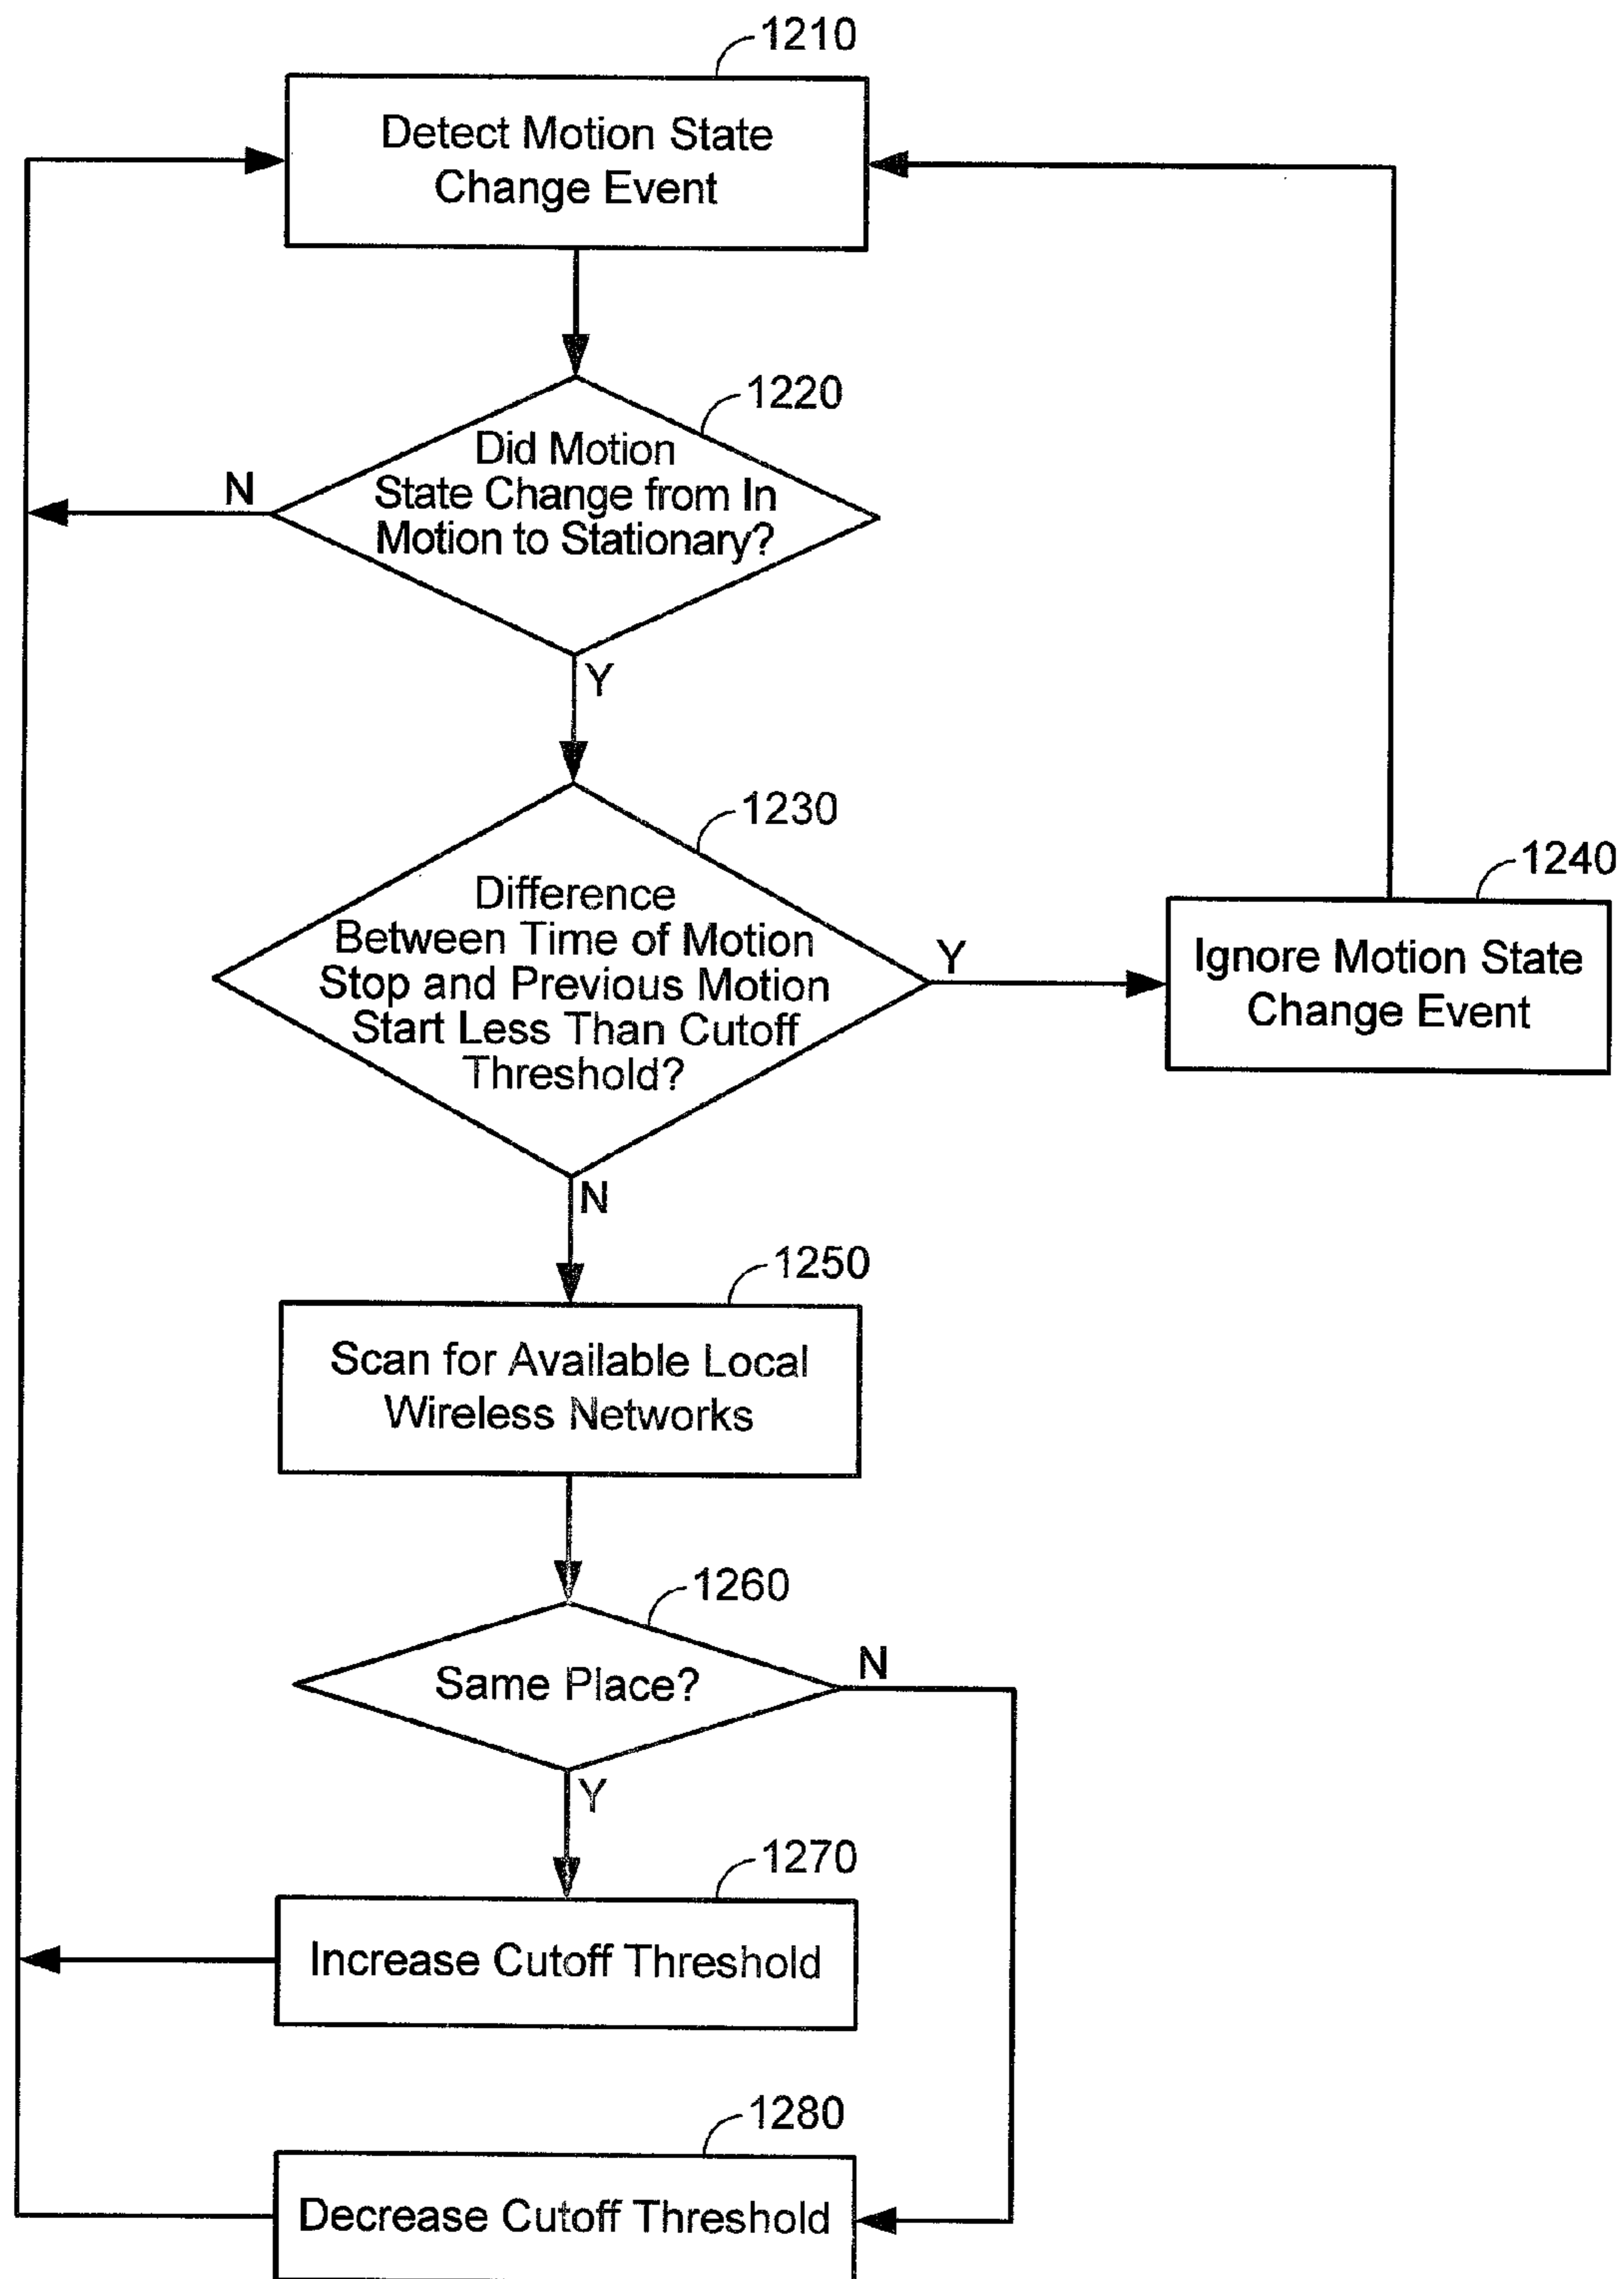 1210
Detect Motion State
Change Event
1220
Did Motion
State Change from In
Motion to Stationary?
N
Y
1230
Difference
Between Time of Motion
Stop and Previous Motion
Start Less Than Cutoff
Threshold?
Y
1240
Ignore Motion State
Change Event
N
1250
Scan for Available Local
Wireless Networks
1260
Same Place?
N
Y
1270
Increase Cutoff Threshold
1280
Decrease Cutoff Threshold